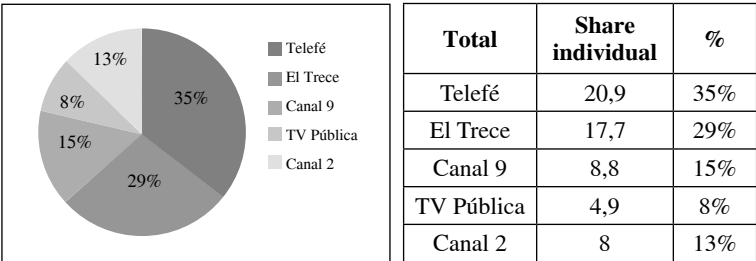 13%
8%
15%
29%
35%
Telefé
El Trece
Canal 9
TV Pública
Canal 2
Total Share individual %
Telefé 20,9 35%
El Trece 17,7 29%
Canal 9 8,8 15%
TV Pública 4,9 8%
Canal 2 8 13%